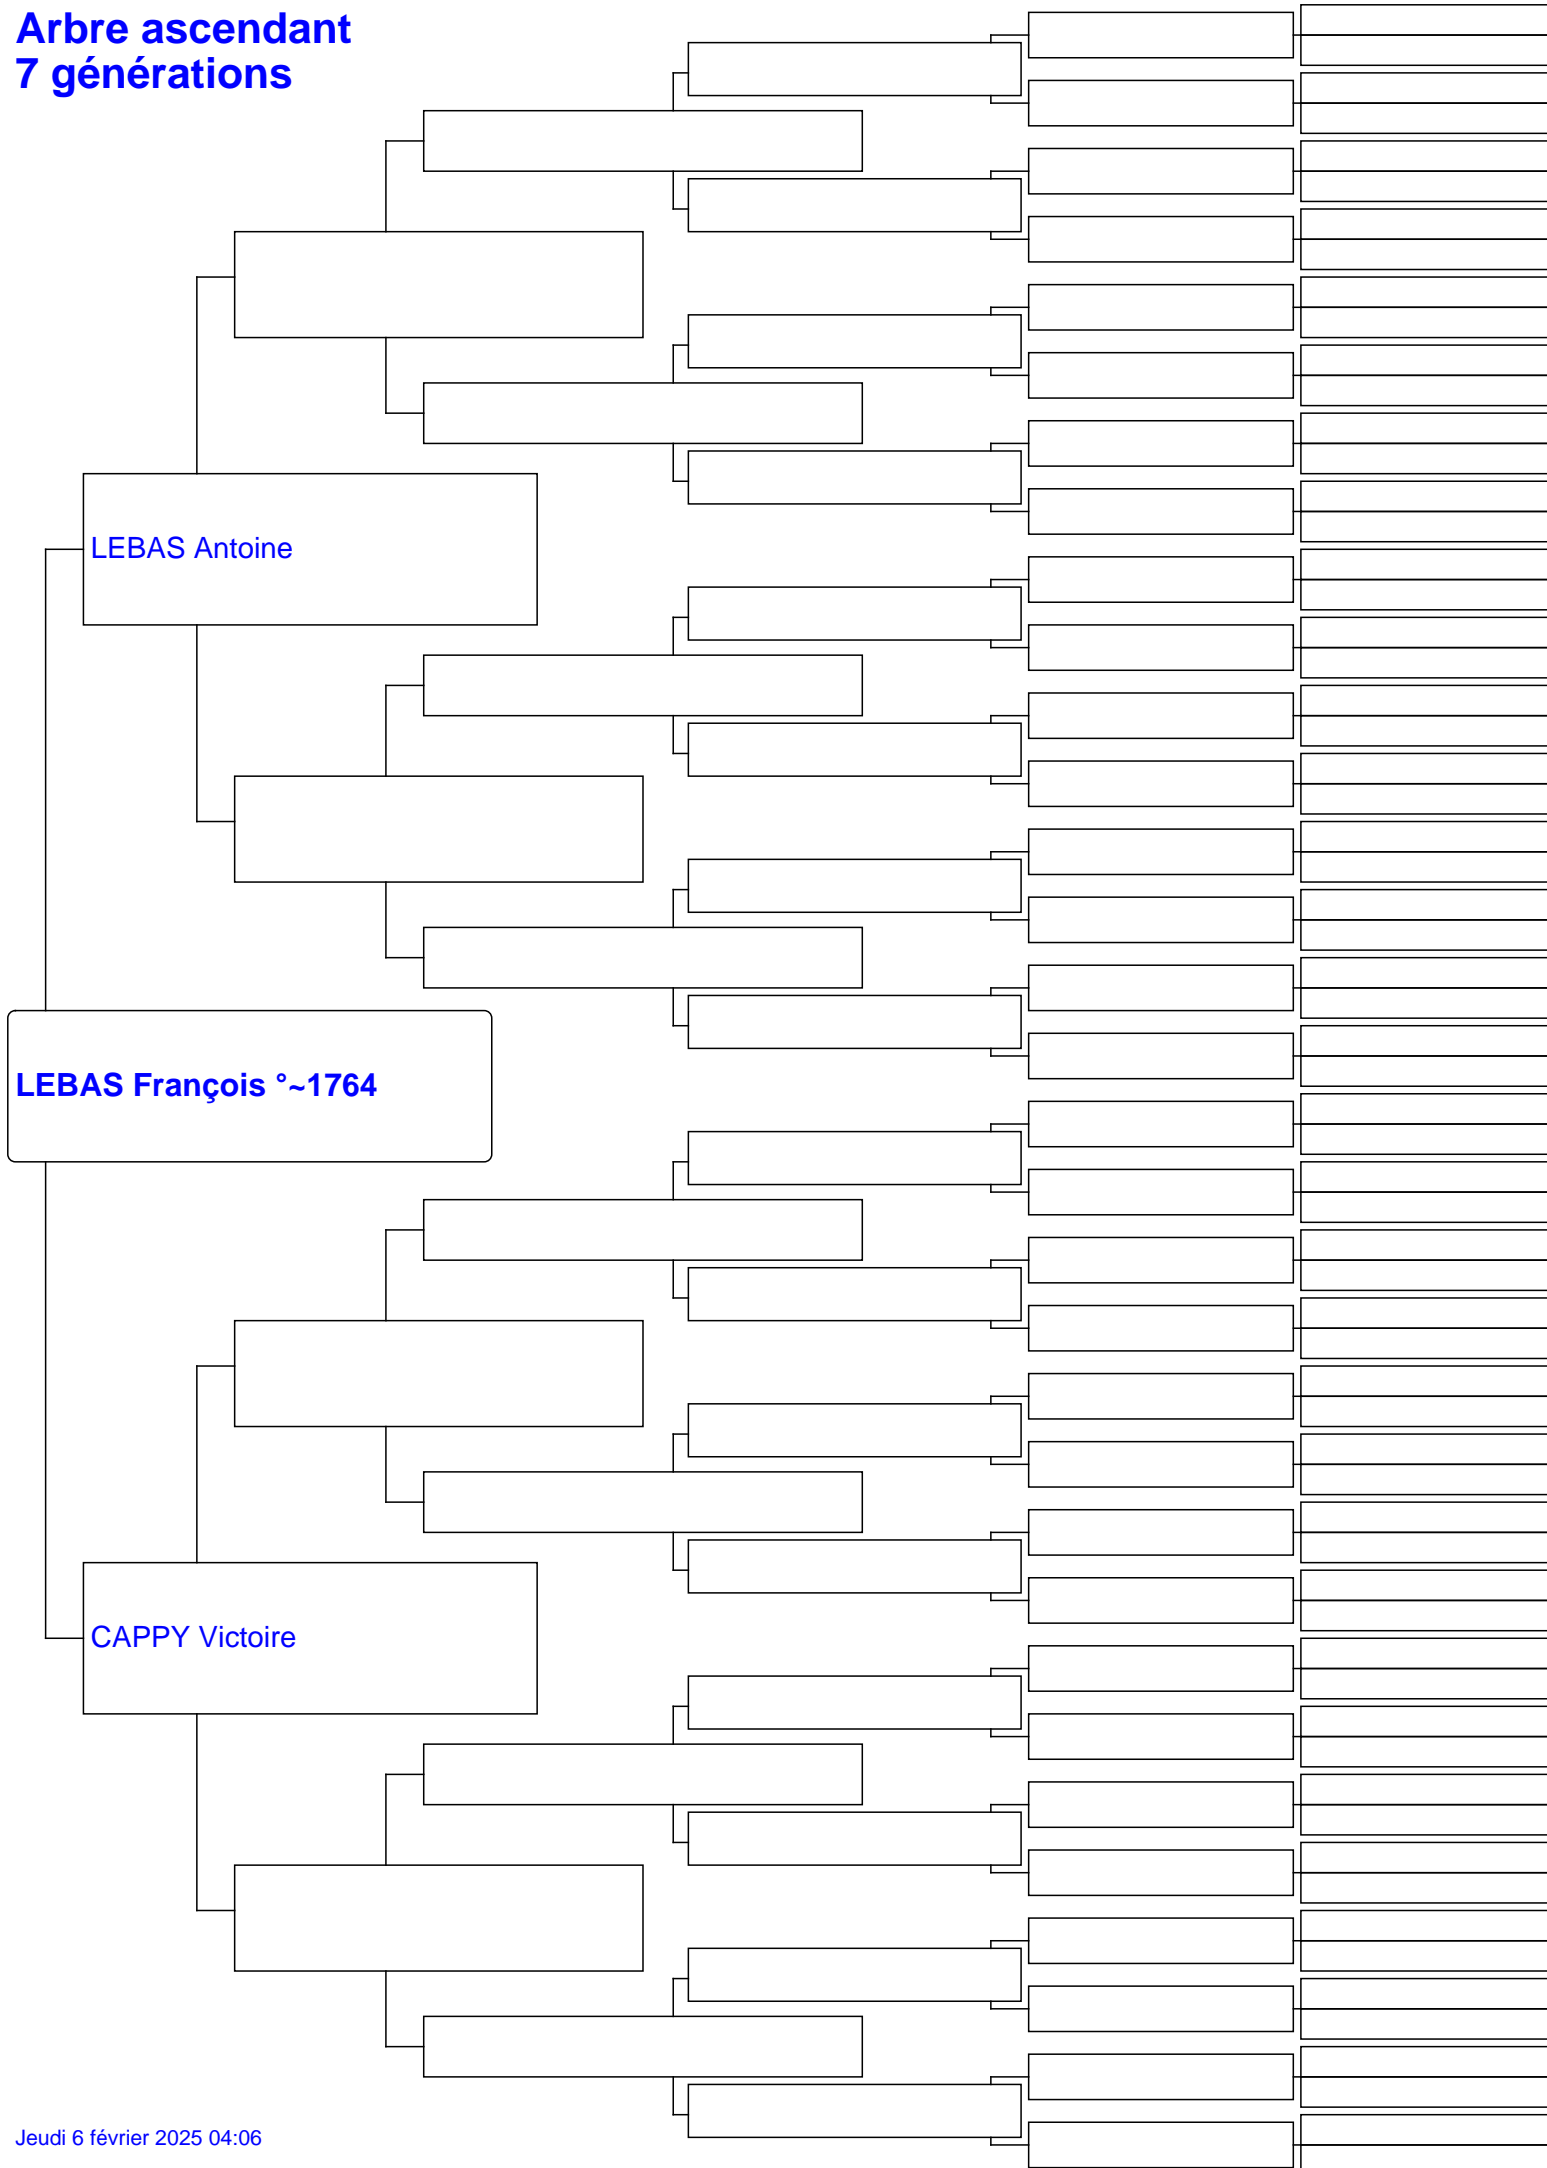 Arbre ascendant
7 générations
LEBAS Antoine
LEBAS François °~1764
CAPPY Victoire
Jeudi 6 février 2025 04:06